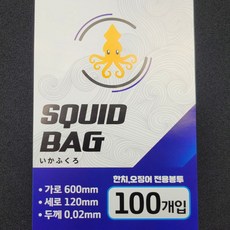 SQUID
BAG
いかふくろ
한치,오징어 전용봉투
• 가로 600mm
• 세로 120mm
• 두께 0,02mm
100개입